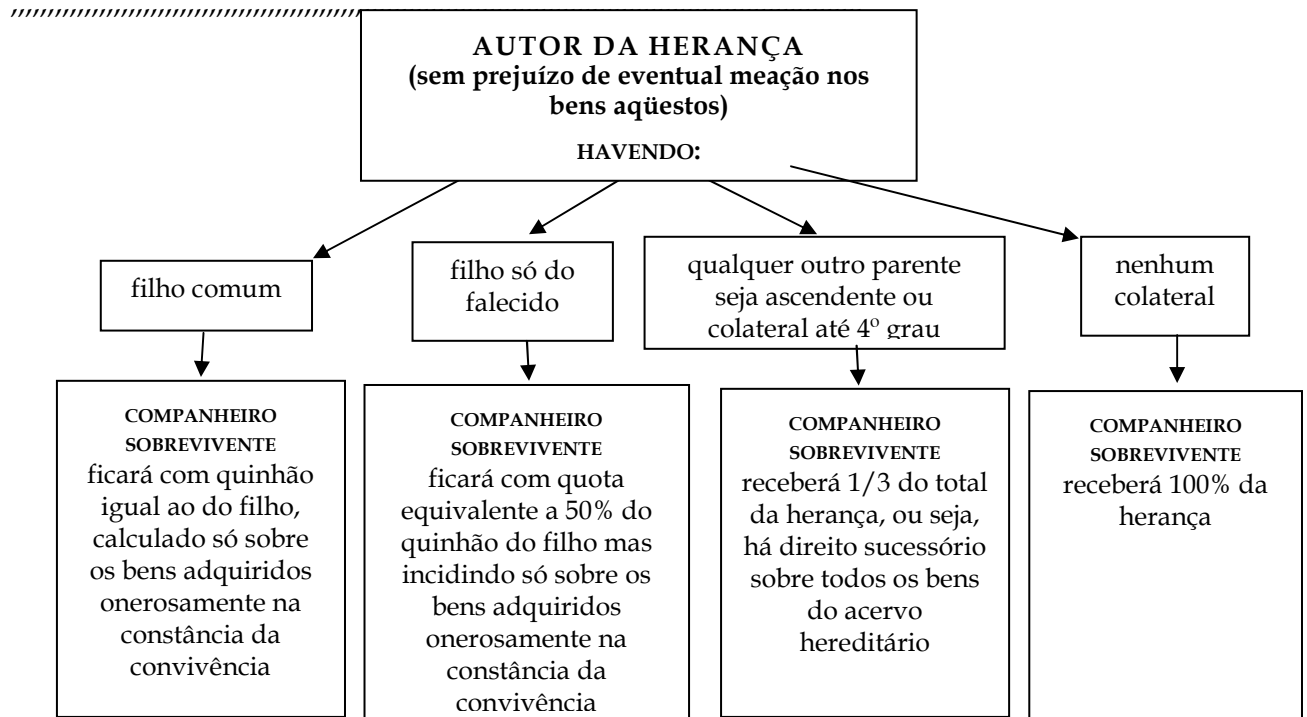 AUTOR DA HERANÇA
(sem prejuízo de eventual meação nos
bens aqüestos)
HAVENDO:
filho comum
filho só do
falecido
qualquer outro parente
seja ascendente ou
colateral até 4º grau
nenhum
colateral
COMPANHEIRO
SOBREVIVENTE
ficará com quinhão
igual ao do filho,
calculado só sobre
os bens adquiridos
onerosamente na
constância da
convivência
COMPANHEIRO
SOBREVIVENTE
ficará com quota
equivalente a 50% do
quinhão do filho mas
incidindo só sobre os
bens adquiridos
onerosamente na
constância da
convivência
COMPANHEIRO
SOBREVIVENTE
receberá 1/3 do total
da herança, ou seja,
há direito sucessório
sobre todos os bens
do acervo
hereditário
COMPANHEIRO
SOBREVIVENTE
receberá 100% da
herança